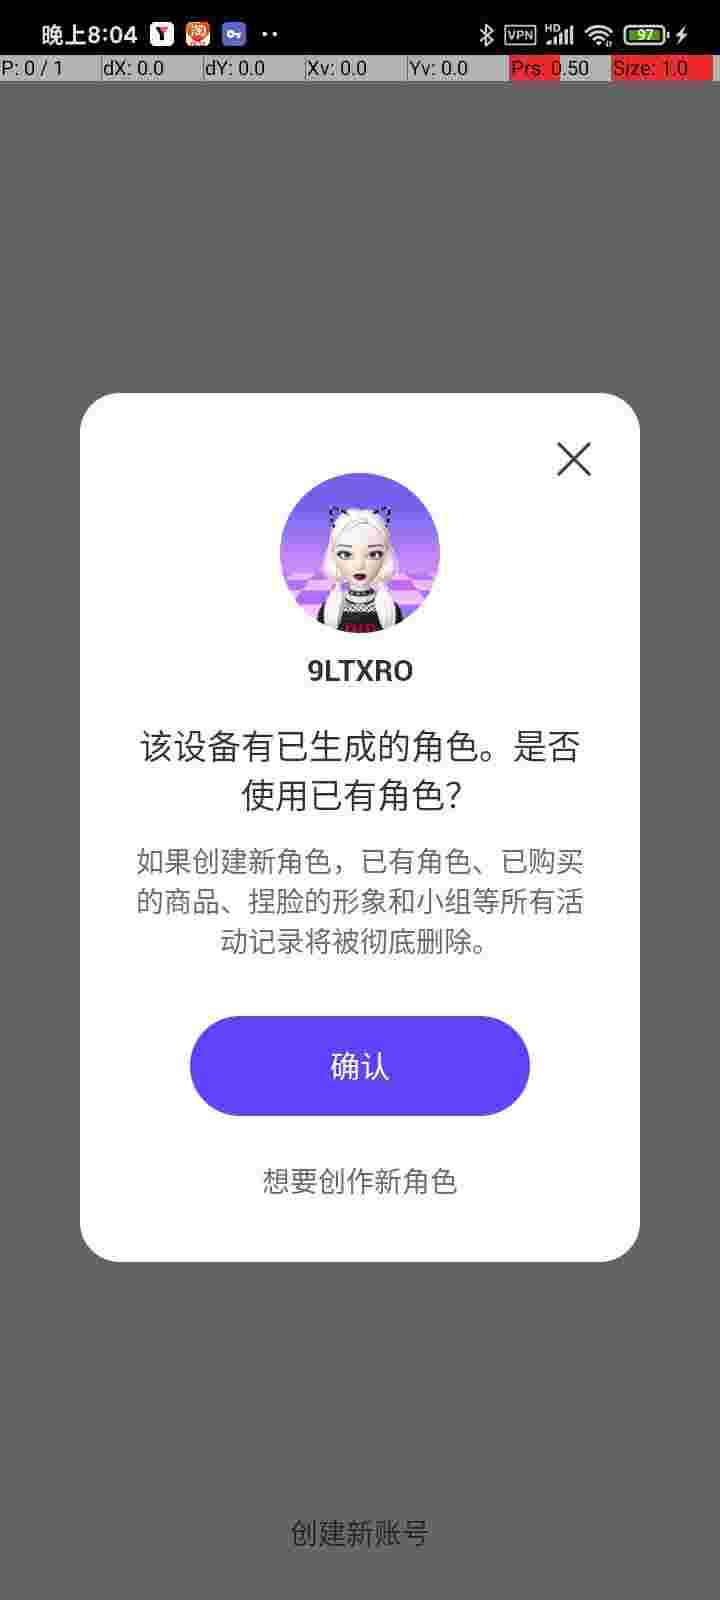 晚上8:04
VPN HD 97
P: 0 / 1 dX: 0.0 dY: 0.0 Xv: 0.0 Yv: 0.0 Prs: 0.50 Size: 1.0
9LTXRO
该设备有已生成的角色。是否
使用已有角色？
如果创建新角色，已有角色、已购买
的商品、捏脸的形象和小组等所有活
动记录将被彻底删除。
确认
想要创作新角色
创建新账号